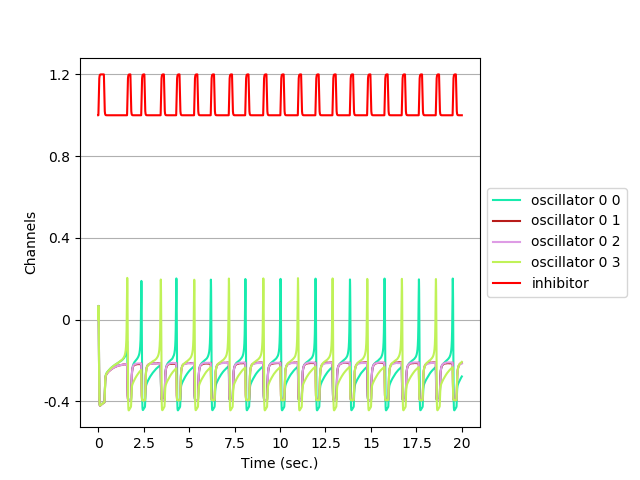 1.2
0.8
0.4
0
-0.4
Channels
0 2.5 5 7.5 10 12.5 15 17.5 20
Time (sec.)
oscillator 0 0
oscillator 0 1
oscillator 0 2
oscillator 0 3
inhibitor